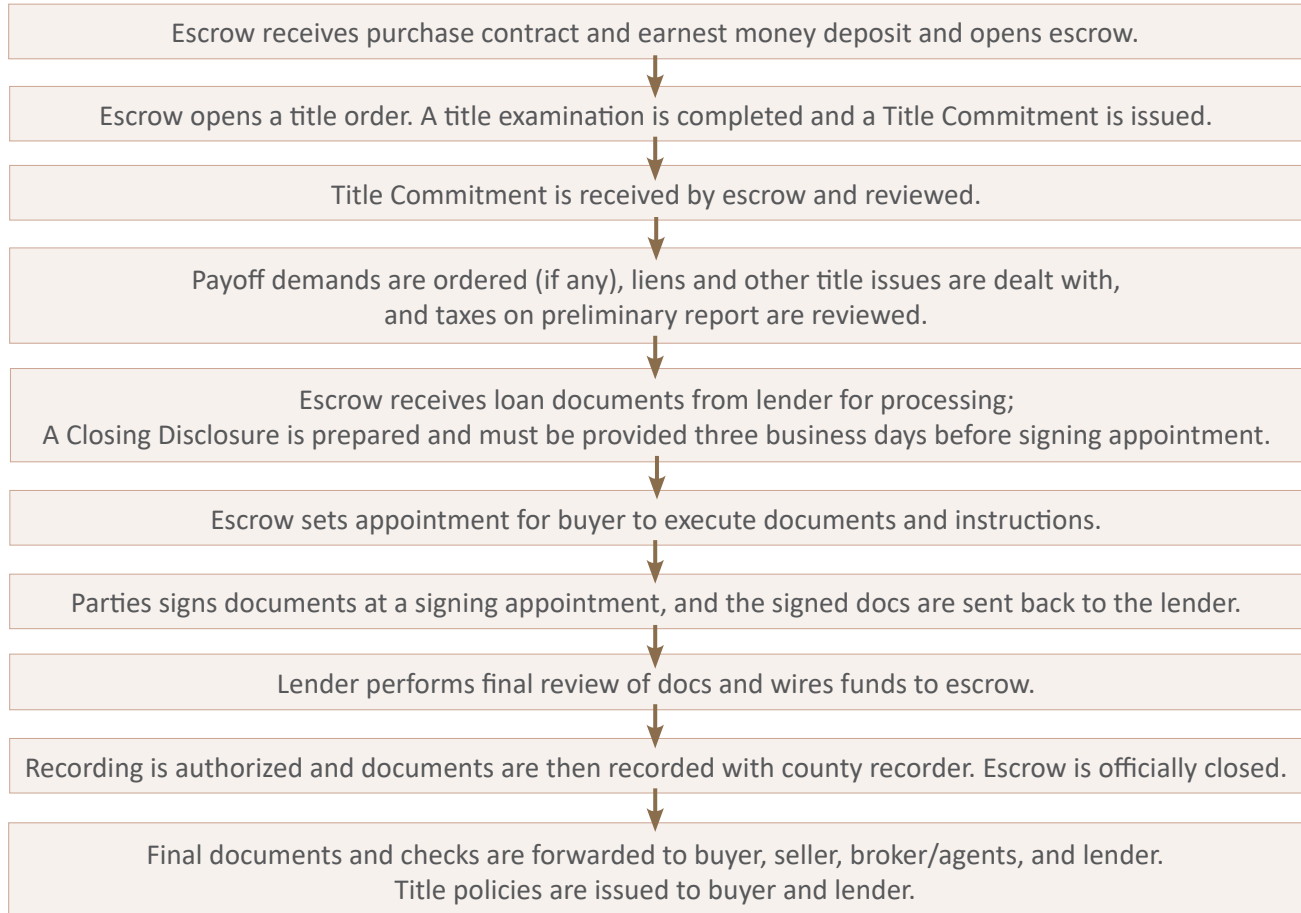 Escrow receives purchase contract and earnest money deposit and opens escrow.
Escrow opens a title order. A title examination is completed and a Title Commitment is issued.
Title Commitment is received by escrow and reviewed.
Payoff demands are ordered (if any), liens and other title issues are dealt with,
and taxes on preliminary report are reviewed.
Escrow receives loan documents from lender for processing;
A Closing Disclosure is prepared and must be provided three business days before signing appointment.
Escrow sets appointment for buyer to execute documents and instructions.
Parties signs documents at a signing appointment, and the signed docs are sent back to the lender.
Lender performs final review of docs and wires funds to escrow.
Recording is authorized and documents are then recorded with county recorder. Escrow is officially closed.
Final documents and checks are forwarded to buyer, seller, broker/agents, and lender.
Title policies are issued to buyer and lender.